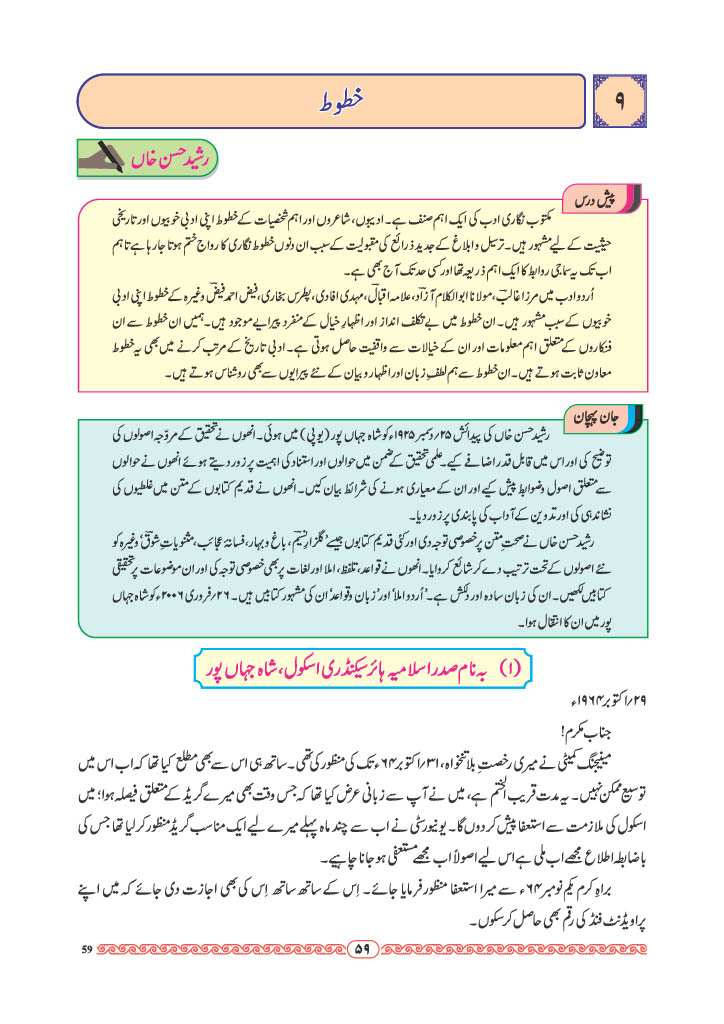 ۹
خطوط
رشید حسن خاں
پیش درس
مکتوب نگاری ادب کی ایک اہم صنف ہے۔ ادیبوں، شاعروں اور اہم شخصیات کے خطوط اپنی ادبی خوبیوں اور تاریخی
حیثیت کے لیے مشہور ہیں۔ ترسیل و ابلاغ کے جدید ذرائع کی مقبولیت کے سبب ان دنوں خطوط نگاری کا رواج ختم ہوتا جا رہا ہے تاہم
اب تک یہ سماجی روابط کا ایک اہم ذریعہ تھا اور کسی حد تک آج بھی ہے۔
اُردو ادب میں مرزا غالبؔ، مولانا ابوالکلام آزادؔ، علامہ اقبالؔ، مہدی افادی، پطرس بخاری، فیض احمد فیضؔ وغیرہ کے خطوط اپنی ادبی
خوبیوں کے سبب مشہور ہیں۔ ان خطوط میں بے تکلف انداز اور اظہارِ خیال کے منفرد پیرایے موجود ہیں۔ ہمیں ان خطوط سے ان
فنکاروں کے متعلق اہم معلومات اور ان کے خیالات سے واقفیت حاصل ہوتی ہے۔ ادبی تاریخ کے مرتب کرنے میں بھی یہ خطوط
معاون ثابت ہوتے ہیں۔ ان خطوط سے ہم لطفِ زبان اور اظہار و بیان کے نئے پیرایوں سے بھی روشناس ہوتے ہیں۔
جان پہچان
رشید حسن خاں کی پیدائش ۲۵؍دسمبر ۱۹۲۵ء کو شاہ جہاں پور (یوپی) میں ہوئی۔ انھوں نے تحقیق کے مروّجہ اصولوں کی
توضیح کی اور اس میں قابل قدر اضافے کیے۔ علمی تحقیق کے ضمن میں حوالوں اور استناد کی اہمیت پر زور دیتے ہوئے انھوں نے حوالوں
سے متعلق اصول و ضوابط پیش کیے اور ان کے معیاری ہونے کی شرائط بیان کیں۔ انھوں نے قدیم کتابوں کے متن میں غلطیوں کی
نشاندہی کی اور تدوین کے آداب کی پابندی پر زور دیا۔
رشید حسن خاں نے صحتِ متن پر خصوصی توجہ دی اور کئی قدیم کتابوں جیسے 'گلزارِ نسیم، باغ و بہار، فسانۂ عجائب، مثنویاتِ شوق' وغیرہ کو
نئے اصولوں کے تحت ترتیب دے کر شائع کروایا۔ انھوں نے قواعد، تلفظ، املا اور لغات پر بھی خصوصی توجہ کی اور ان موضوعات پر تحقیقی
کتابیں لکھیں۔ ان کی زبان سادہ اور دلکش ہے۔ 'اُردو املا' اور 'زبان و قواعد' ان کی مشہور کتابیں ہیں۔ ۲۶؍فروری ۲۰۰۶ء کو شاہ جہاں
پور میں ان کا انتقال ہوا۔
(۱) بہ نام صدر اسلامیہ ہائر سیکنڈری اسکول، شاہ جہاں پور
۲۹؍اکتوبر ۱۹۶۴ء
جناب مکرم!
مینیجنگ کمیٹی نے میری رخصتِ بلا تنخواہ، ۳۱؍اکتوبر ۶۴ء تک کی منظور کی تھی۔ ساتھ ہی اس سے بھی مطلع کیا تھا کہ اب اس میں
توسیع ممکن نہیں۔ یہ مدت قریب الختم ہے، میں نے آپ سے زبانی عرض کیا تھا کہ جس وقت بھی میرے گریڈ کے متعلق فیصلہ ہوا؛ میں
اسکول کی ملازمت سے استعفا پیش کر دوں گا۔ یونیورسٹی نے اب سے چند ماہ پہلے میرے لیے ایک مناسب گریڈ منظور کر لیا تھا جس کی
باضابطہ اطلاع مجھے اب ملی ہے اس لیے اصولاً اب مجھے مستعفی ہو جانا چاہیے۔
براہِ کرم یکم نومبر ۶۴ء سے میرا استعفا منظور فرمایا جائے۔ اِس کے ساتھ ساتھ اِس کی بھی اجازت دی جائے کہ میں اپنے
پراویڈنٹ فنڈ کی رقم بھی حاصل کر سکوں۔
۵۹
59